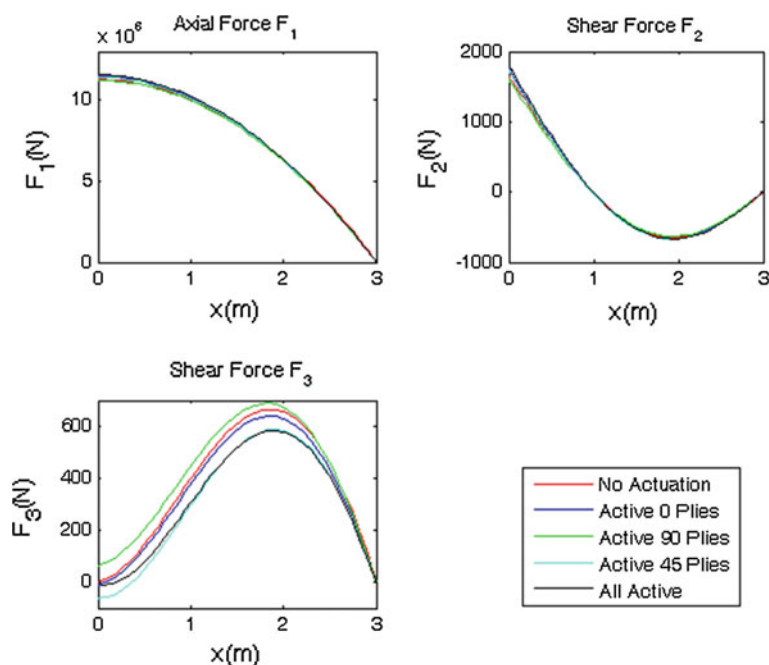 x 10⁶
Axial Force F₁
10
5
0
F₁(N)
0 1 2 3
x(m)
Shear Force F₂
2000
1000
0
-1000
F₂(N)
0 1 2 3
x(m)
Shear Force F₃
600
400
200
0
F₃(N)
0 1 2 3
x(m)
No Actuation
Active 0 Plies
Active 90 Plies
Active 45 Plies
All Active